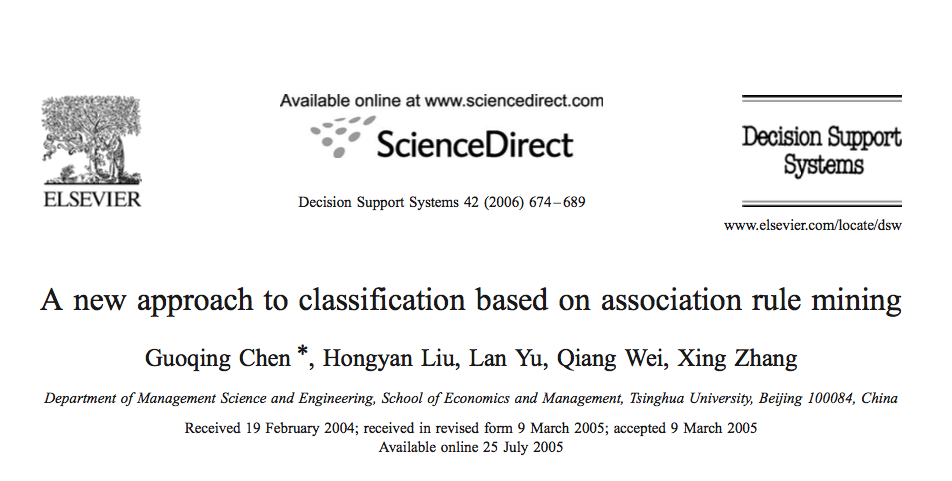 Available online at www.sciencedirect.com
ScienceDirect
ELSEVIER
Decision Support Systems 42 (2006) 674–689
Decision Support
Systems
www.elsevier.com/locate/dsw
A new approach to classification based on association rule mining
Guoqing Chen *, Hongyan Liu, Lan Yu, Qiang Wei, Xing Zhang
Department of Management Science and Engineering, School of Economics and Management, Tsinghua University, Beijing 100084, China
Received 19 February 2004; received in revised form 9 March 2005; accepted 9 March 2005
Available online 25 July 2005